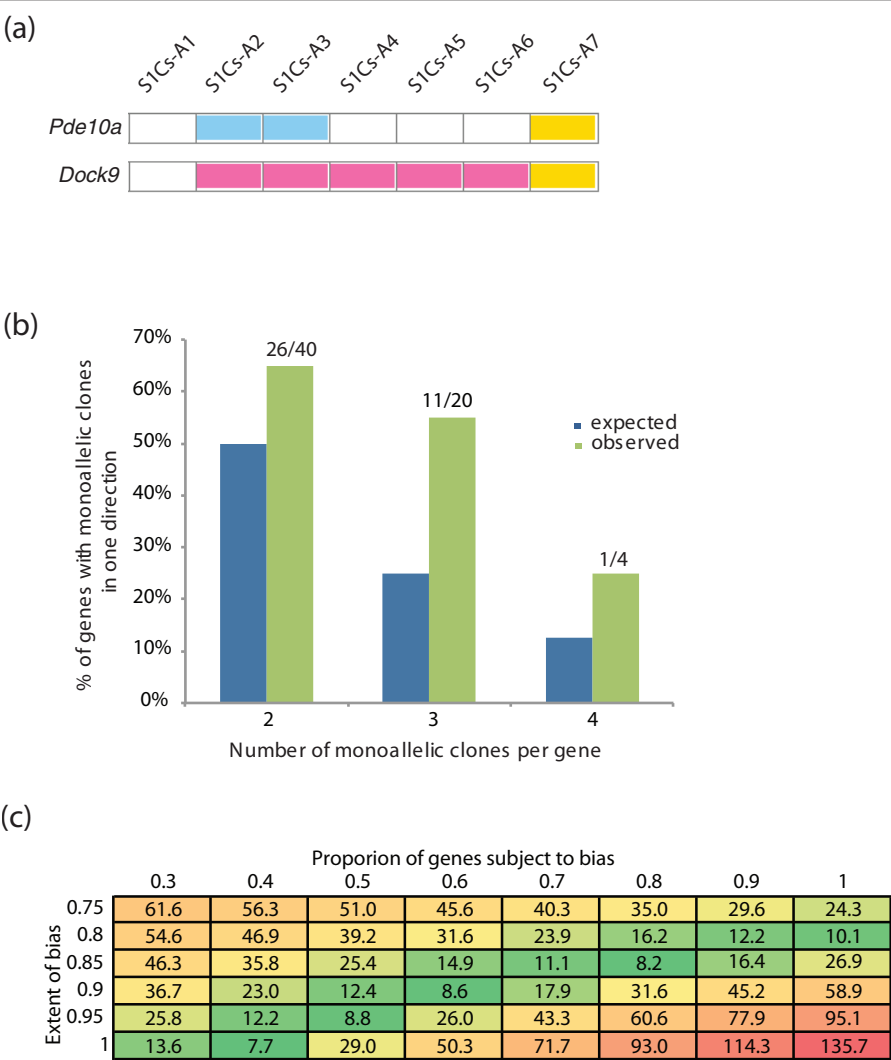 (a)
S1Cs-A1 S1Cs-A2 S1Cs-A3 S1Cs-A4 S1Cs-A5 S1Cs-A6 S1Cs-A7
Pde10a
Dock9
(b)
% of genes with monoallelic clones
in one direction
70%
60%
50%
40%
30%
20%
10%
0%
26/40
11/20
1/4
expected
observed
2 3 4
Number of monoallelic clones per gene
(c)
Proporion of genes subject to bias
0.3 0.4 0.5 0.6 0.7 0.8 0.9 1
Extent of bias
0.75 61.6 56.3 51.0 45.6 40.3 35.0 29.6 24.3
0.8 54.6 46.9 39.2 31.6 23.9 16.2 12.2 10.1
0.85 46.3 35.8 25.4 14.9 11.1 8.2 16.4 26.9
0.9 36.7 23.0 12.4 8.6 17.9 31.6 45.2 58.9
0.95 25.8 12.2 8.8 26.0 43.3 60.6 77.9 95.1
1 13.6 7.7 29.0 50.3 71.7 93.0 114.3 135.7